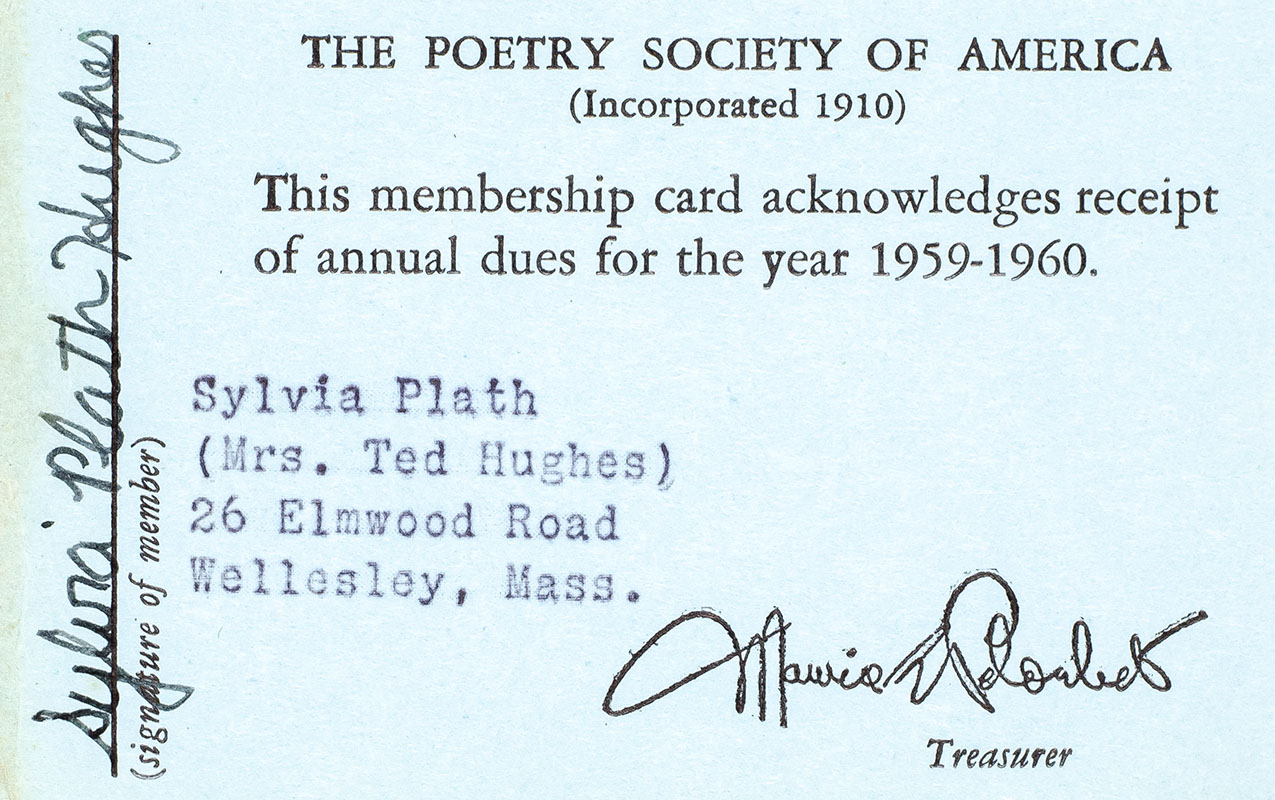 THE POETRY SOCIETY OF AMERICA
(Incorporated 1910)
This membership card acknowledges receipt
of annual dues for the year 1959-1960.
Sylvia Plath
(Mrs. Ted Hughes)
26 Elmwood Road
Wellesley, Mass.
Treasurer
Sylvia Plath Hughes
(signature of member)